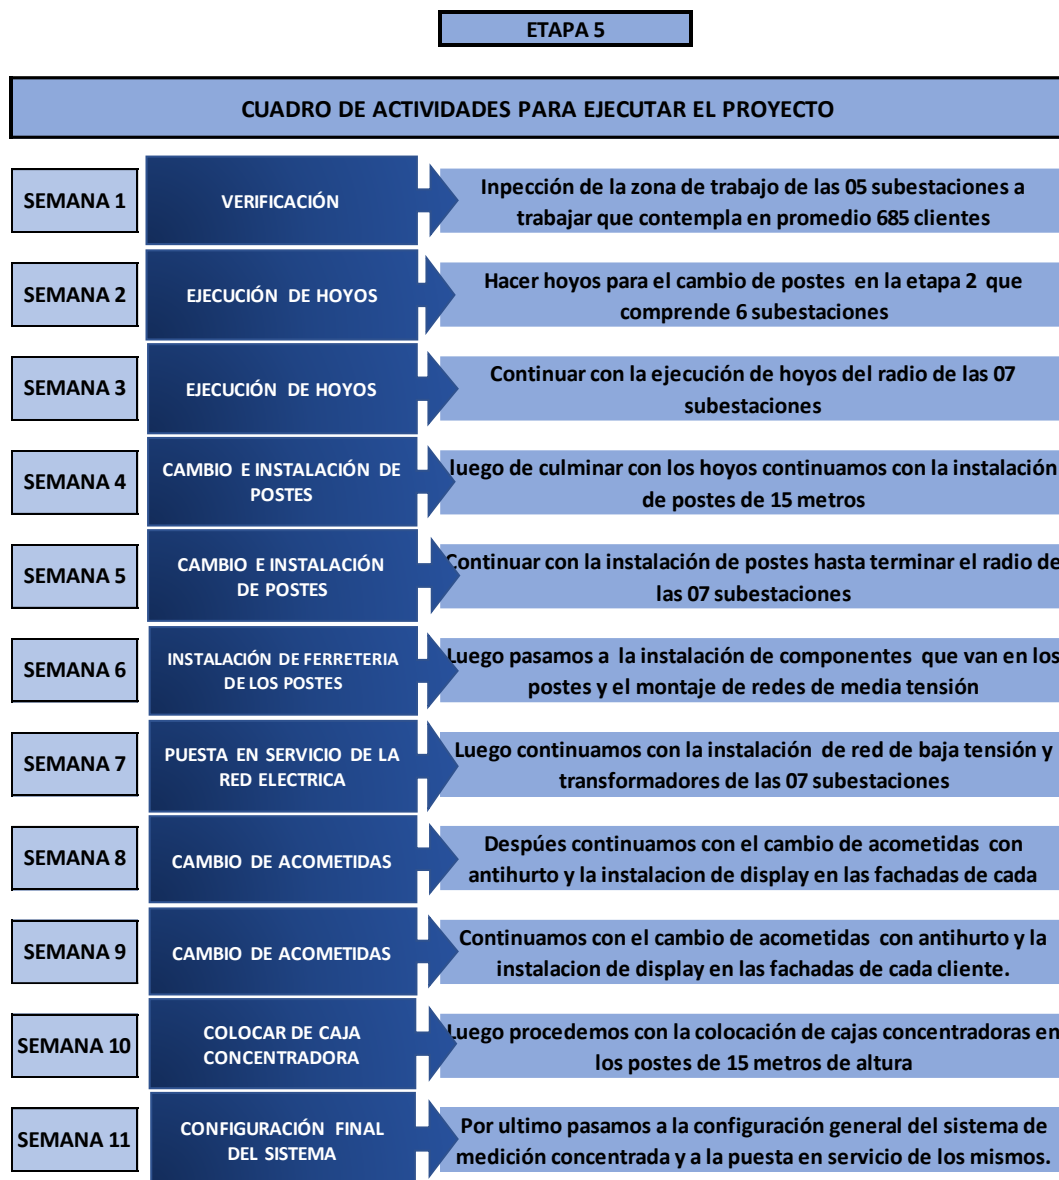 ETAPA 5
CUADRO DE ACTIVIDADES PARA EJECUTAR EL PROYECTO
SEMANA 1
VERIFICACIÓN
Inpección de la zona de trabajo de las 05 subestaciones a
trabajar que contempla en promedio 685 clientes
SEMANA 2
EJECUCIÓN DE HOYOS
Hacer hoyos para el cambio de postes en la etapa 2 que
comprende 6 subestaciones
SEMANA 3
EJECUCIÓN DE HOYOS
Continuar con la ejecución de hoyos del radio de las 07
subestaciones
SEMANA 4
CAMBIO E INSTALACIÓN DE
POSTES
luego de culminar con los hoyos continuamos con la instalación
de postes de 15 metros
SEMANA 5
CAMBIO E INSTALACIÓN
DE POSTES
Continuar con la instalación de postes hasta terminar el radio de
las 07 subestaciones
SEMANA 6
INSTALACIÓN DE FERRETERIA
DE LOS POSTES
Luego pasamos a la instalación de componentes que van en los
postes y el montaje de redes de media tensión
SEMANA 7
PUESTA EN SERVICIO DE LA
RED ELECTRICA
Luego continuamos con la instalación de red de baja tensión y
transformadores de las 07 subestaciones
SEMANA 8
CAMBIO DE ACOMETIDAS
Despúes continuamos con el cambio de acometidas con
antihurto y la instalacion de display en las fachadas de cada
SEMANA 9
CAMBIO DE ACOMETIDAS
Continuamos con el cambio de acometidas con antihurto y la
instalacion de display en las fachadas de cada cliente.
SEMANA 10
COLOCAR DE CAJA
CONCENTRADORA
Luego procedemos con la colocación de cajas concentradoras en
los postes de 15 metros de altura
SEMANA 11
CONFIGURACIÓN FINAL
DEL SISTEMA
Por ultimo pasamos a la configuración general del sistema de
medición concentrada y a la puesta en servicio de los mismos.